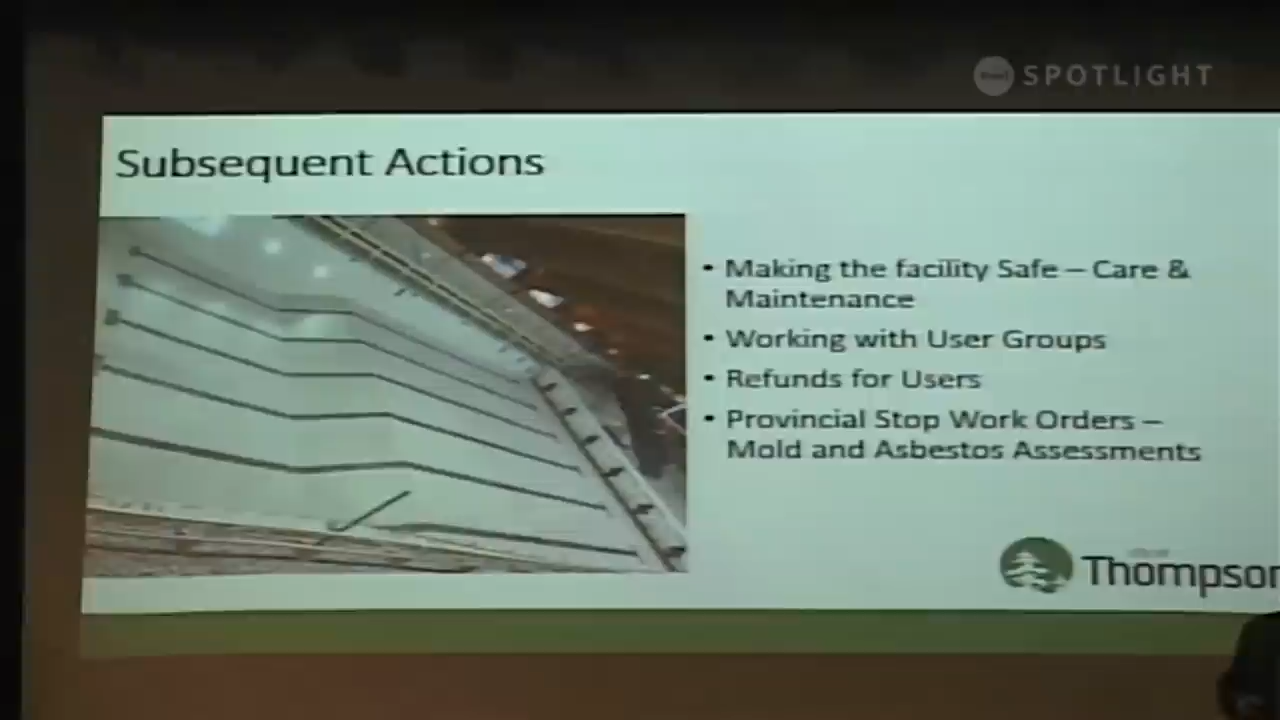 SPOTLIGHT
Subsequent Actions
• Making the facility Safe – Care &
Maintenance
• Working with User Groups
• Refunds for Users
• Provincial Stop Work Orders –
Mold and Asbestos Assessments
Thompson